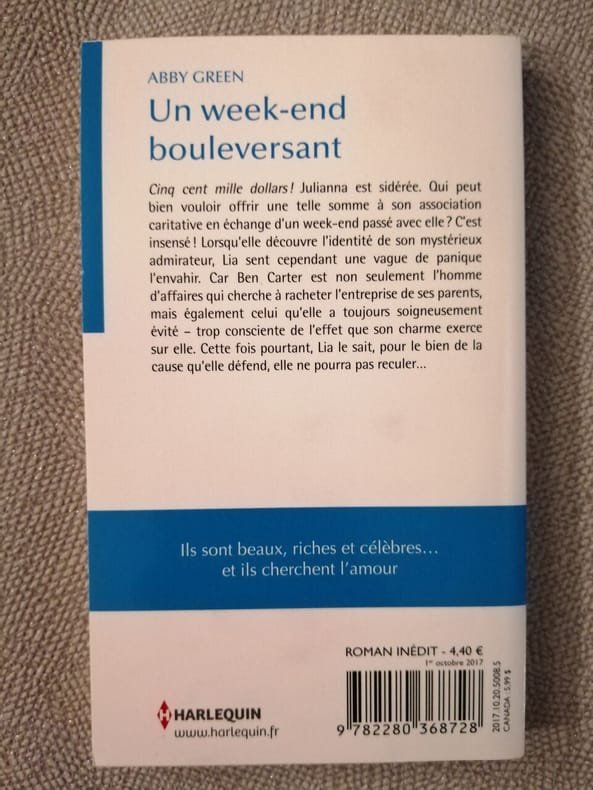 ABBY GREEN
Un week-end
bouleversant
Cinq cent mille dollars ! Julianna est sidérée. Qui peut
bien vouloir offrir une telle somme à son association
caritative en échange d'un week-end passé avec elle ? C'est
insensé ! Lorsqu'elle découvre l'identité de son mystérieux
admirateur, Lia sent cependant une vague de panique
l'envahir. Car Ben Carter est non seulement l'homme
d'affaires qui cherche à racheter l'entreprise de ses parents,
mais également celui qu'elle a toujours soigneusement
évité – trop consciente de l'effet que son charme exerce
sur elle. Cette fois pourtant, Lia le sait, pour le bien de la
cause qu'elle défend, elle ne pourra pas reculer...
Ils sont beaux, riches et célèbres...
et ils cherchent l'amour
ROMAN INÉDIT - 4,40 €
1er octobre 2017
HARLEQUIN
www.harlequin.fr
9 782280 368728
2017.10.20.5008.5
CANADA : 5,99 $